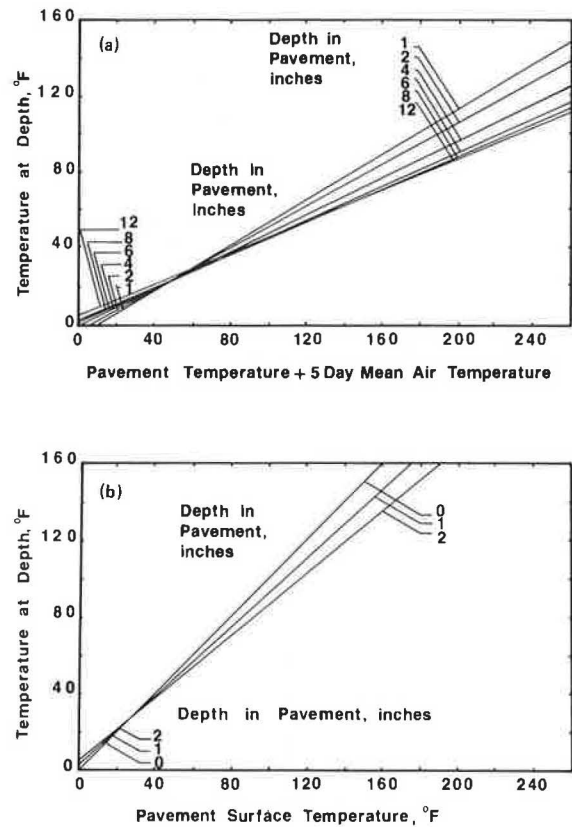 (a)
Depth in
Pavement,
inches
1
2
4
6
8
12
Depth in
Pavement,
Inches
12
8
6
4
2
1
160
120
80
40
0
Temperature at Depth, °F
0 40 80 120 160 200 240
Pavement Temperature + 5 Day Mean Air Temperature
(b)
Depth in
Pavement,
inches
0
1
2
Depth in Pavement, inches
2
1
0
160
120
80
40
0
Temperature at Depth, °F
0 40 80 120 160 200 240
Pavement Surface Temperature, °F